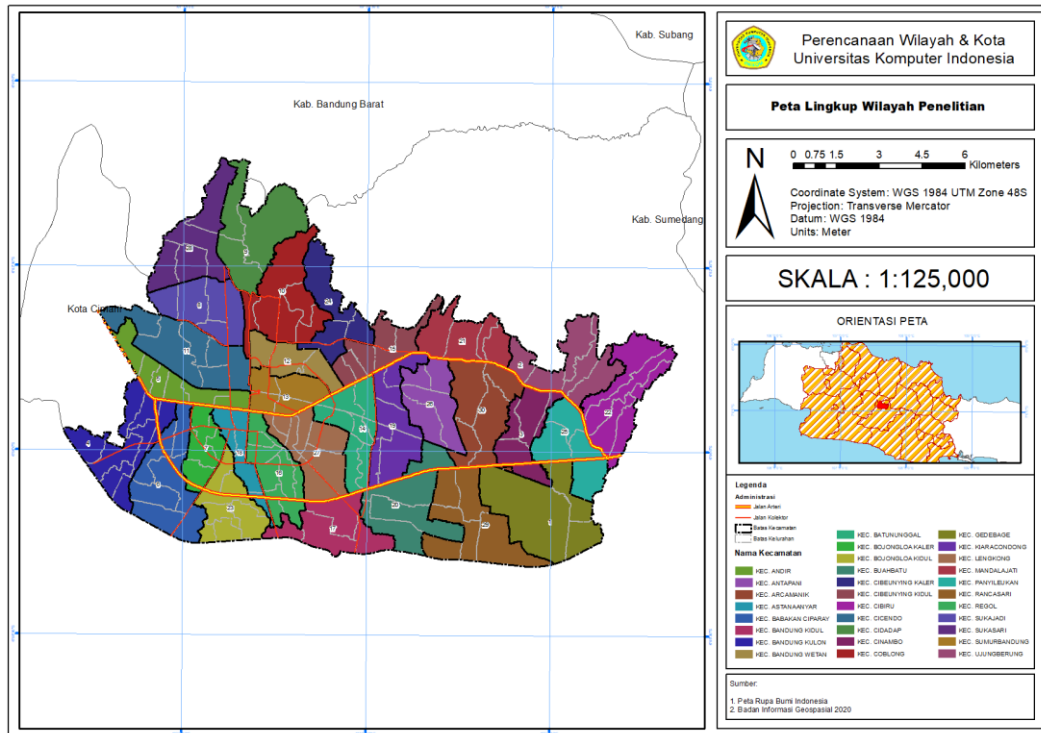 Kab. Subang
Kab. Bandung Barat
Kab. Sumedang
Kota Cimahi
Perencanaan Wilayah & Kota
Universitas Komputer Indonesia
Peta Lingkup Wilayah Penelitian
N
0 0.75 1.5 3 4.5 6
Kilometers
Coordinate System: WGS 1984 UTM Zone 48S
Projection: Transverse Mercator
Datum: WGS 1984
Units: Meter
SKALA : 1:125,000
ORIENTASI PETA
Legenda
Administrasi
Jalan Arteri
Jalan Kolektor
Batas Kecamatan
Batas Kelurahan
Nama Kecamatan
KEC. ANDIR
KEC. ANTAPANI
KEC. ARCAMANIK
KEC. ASTANAANYAR
KEC. BABAKAN CIPARAY
KEC. BANDUNG KIDUL
KEC. BANDUNG KULON
KEC. BANDUNG WETAN
KEC. BATUNUNGGAL
KEC. BOJONGLOA KALER
KEC. BOJONGLOA KIDUL
KEC. BUAHBATU
KEC. CIBEUNYING KALER
KEC. CIBEUNYING KIDUL
KEC. CIBIRU
KEC. CICENDO
KEC. CIDADAP
KEC. CINAMBO
KEC. COBLONG
KEC. GEDEBAGE
KEC. KIARACONDONG
KEC. LENGKONG
KEC. MANDALAJATI
KEC. PANYILEUKAN
KEC. RANCASARI
KEC. REGOL
KEC. SUKAJADI
KEC. SUKASARI
KEC. SUMURBANDUNG
KEC. UJUNGBERUNG
Sumber:
1. Peta Rupa Bumi Indonesia
2. Badan Informasi Geospasial 2020